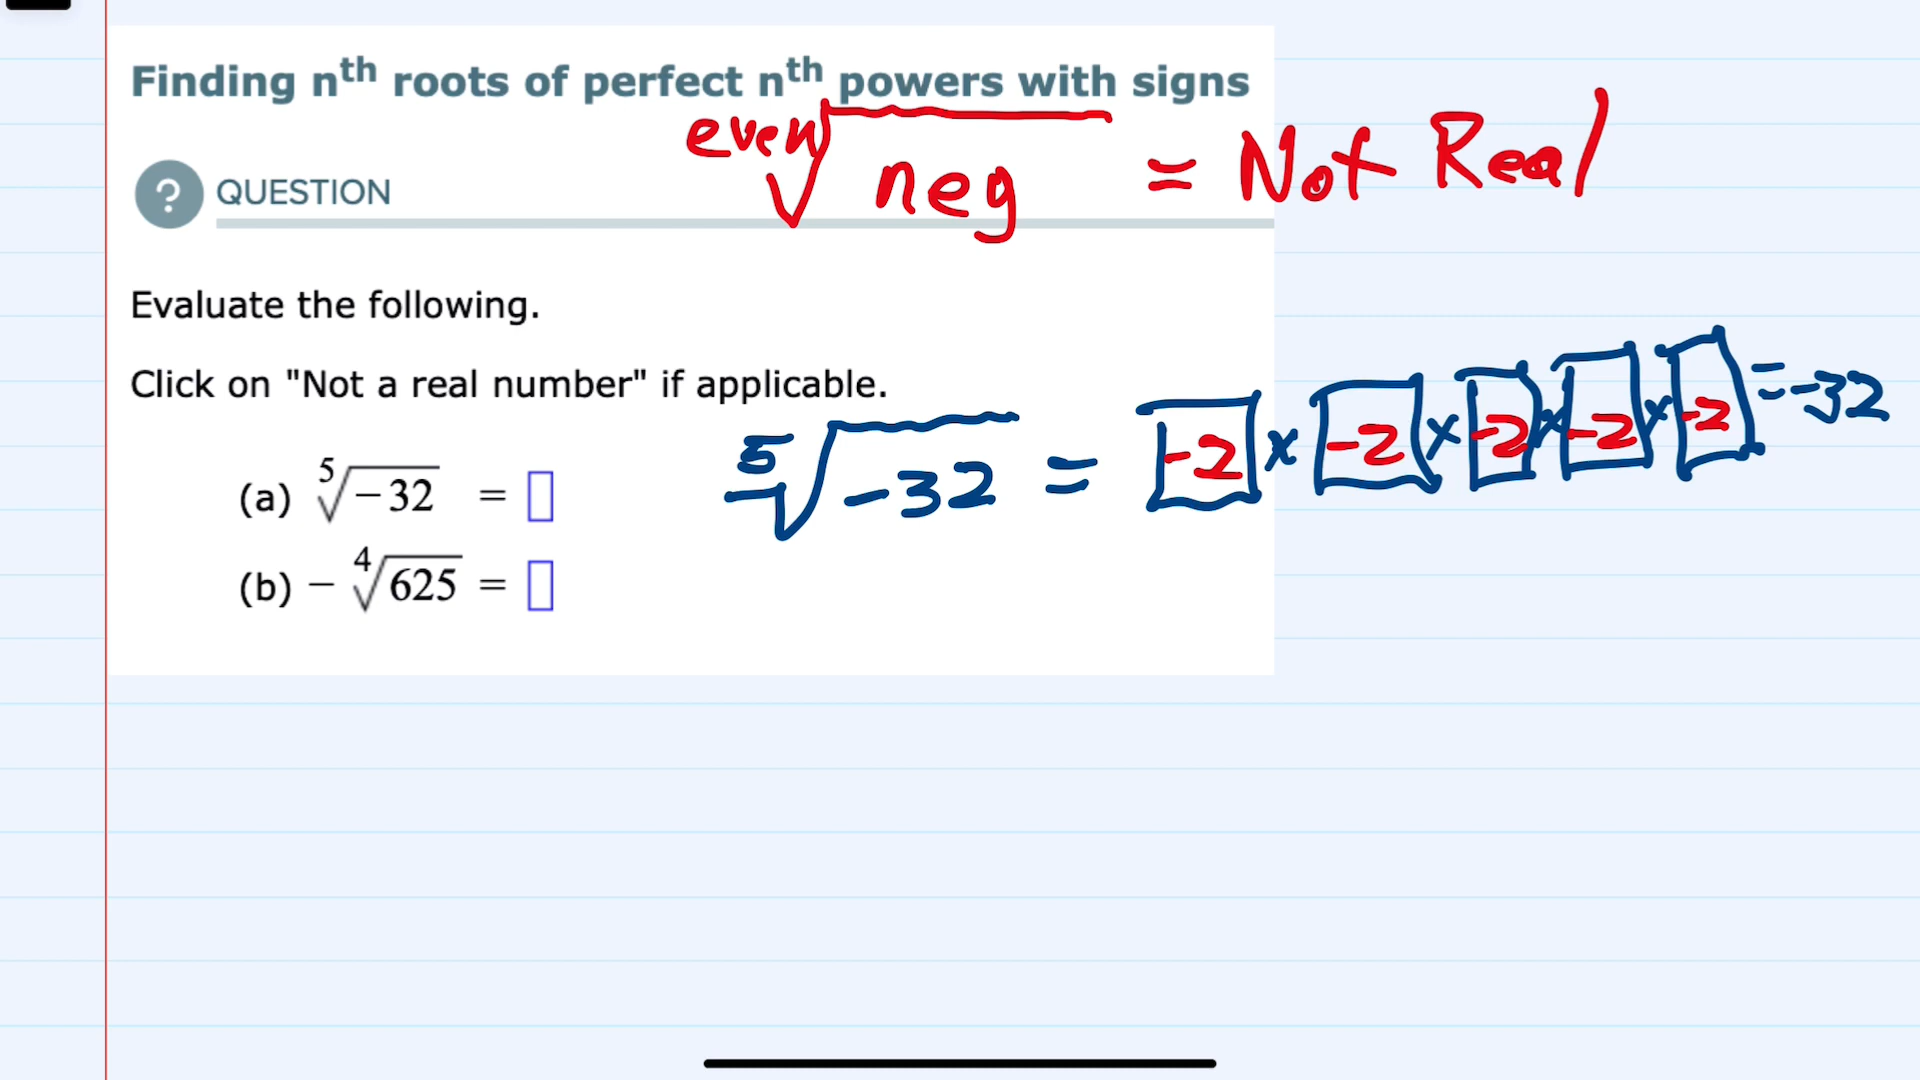 Finding nth roots of perfect nth powers with signs
even√neg = Not Real
? QUESTION
Evaluate the following.
Click on "Not a real number" if applicable.
5√-32 = -2 × -2 × -2 × -2 × -2 = -32
(a) 5√-32 = 
(b) - 4√625 =